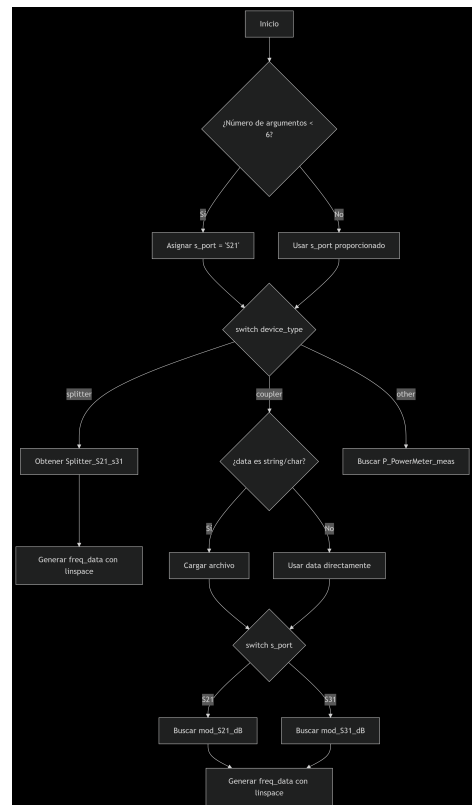 Inicio
¿Número de argumentos <
6?
Sí
No
Asignar s_port = 'S21'
Usar s_port proporcionado
switch device_type
splitter
coupler
other
Obtener Splitter_S21_s31
¿data es string/char?
Buscar P_PowerMeter_meas
Sí
No
Generar freq_data con
linspace
Cargar archivo
Usar data directamente
switch s_port
S21
S31
Buscar mod_S21_dB
Buscar mod_S31_dB
Generar freq_data con
linspace